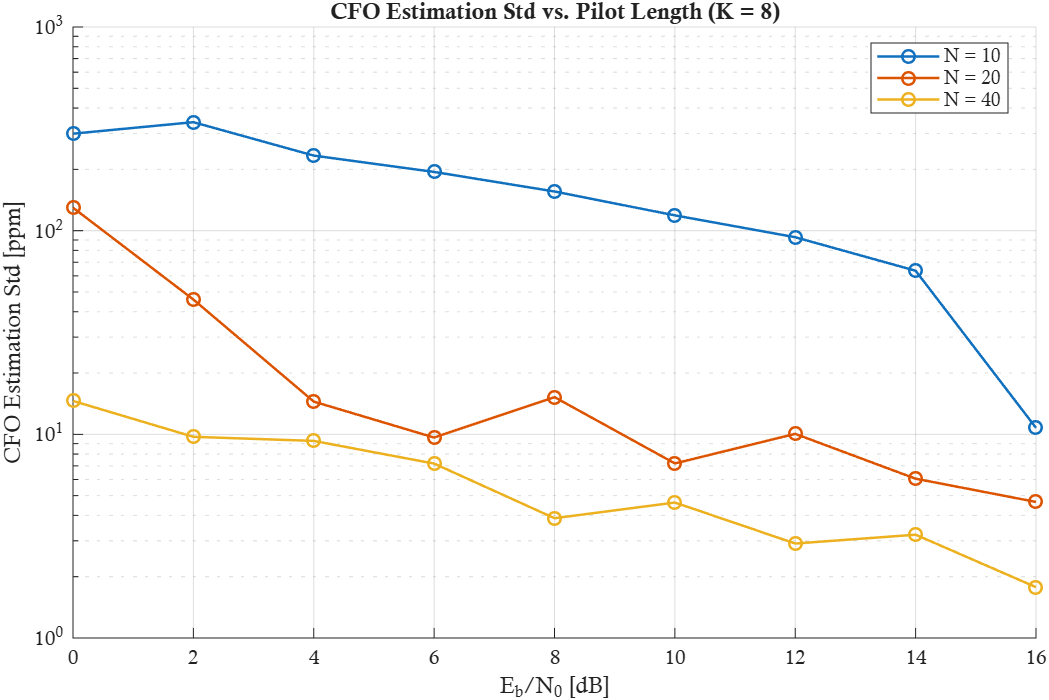 CFO Estimation Std vs. Pilot Length (K = 8)
N = 10
N = 20
N = 40
CFO Estimation Std [ppm]
10³
10²
10¹
10⁰
0 2 4 6 8 10 12 14 16
E_b/N₀ [dB]